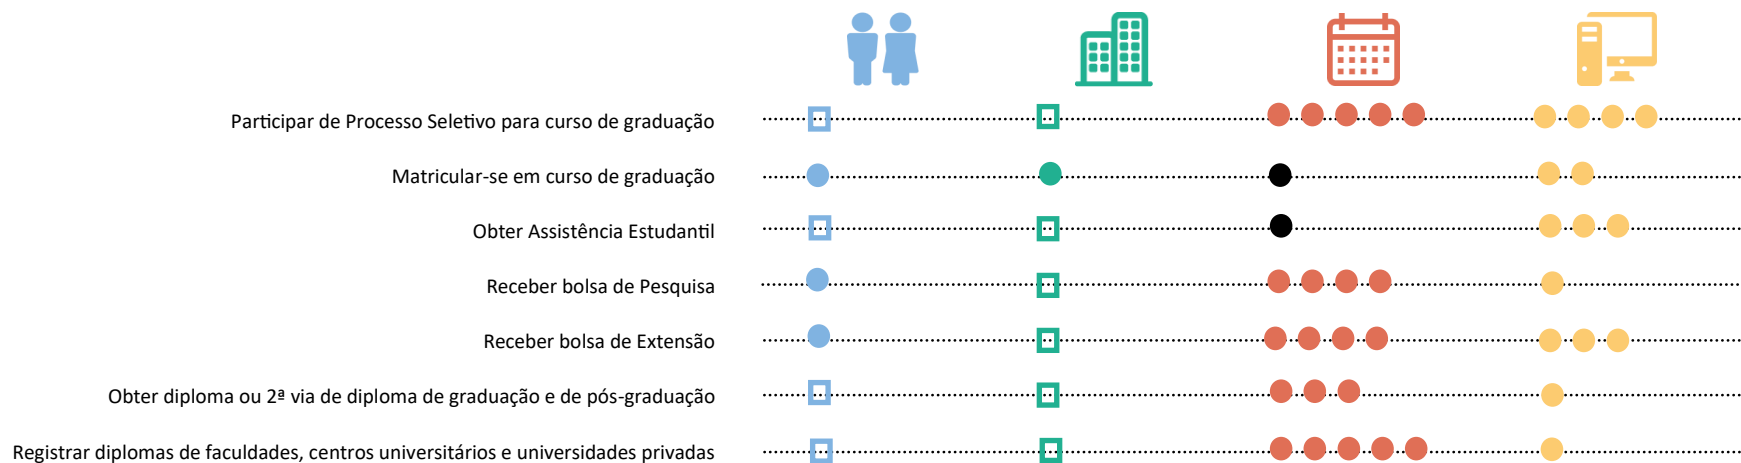 Participar de Processo Seletivo para curso de graduação
Matricular-se em curso de graduação
Obter Assistência Estudantil
Receber bolsa de Pesquisa
Receber bolsa de Extensão
Obter diploma ou 2ª via de diploma de graduação e de pós-graduação
Registrar diplomas de faculdades, centros universitários e universidades privadas